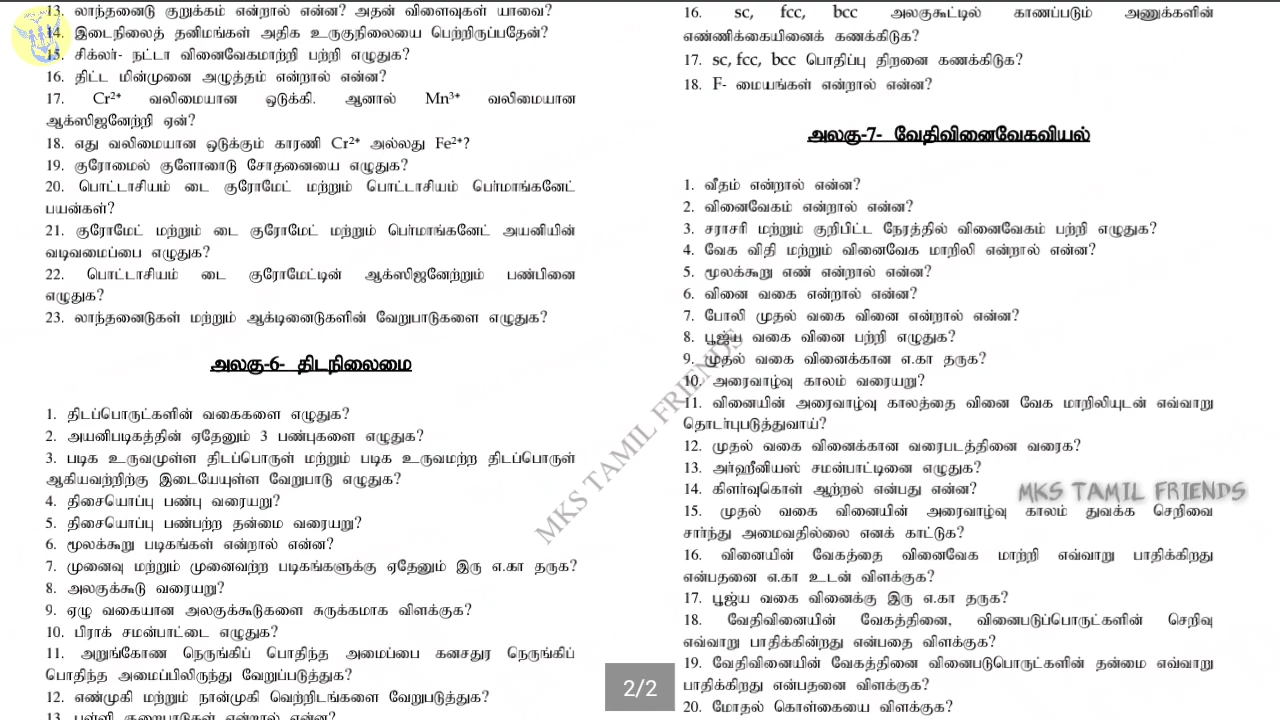 13. லாந்தனைடு குறுக்கம் என்றால் என்ன? அதன் விளைவுகள் யாவை?
14. இடைநிலைத் தனிமங்கள் அதிக உருகுநிலையை பெற்றிருப்பதேன்?
15. சிக்லர்- நட்டா வினைவேகமாற்றி பற்றி எழுதுக?
16. திட்ட மின்முனை அழுத்தம் என்றால் என்ன?
17. Cr²⁺ வலிமையான ஒடுக்கி. ஆனால் Mn³⁺ வலிமையான
ஆக்ஸிஜனேற்றி ஏன்?
18. எது வலிமையான ஒடுக்கும் காரணி Cr²⁺ அல்லது Fe²⁺?
19. குரோமைல் குளோரைடு சோதனையை எழுதுக?
20. பொட்டாசியம் டை குரோமேட் மற்றும் பொட்டாசியம் பெர்மாங்கனேட்
பயன்கள்?
21. குரோமேட் மற்றும் டை குரோமேட் மற்றும் பெர்மாங்கனேட் அயனியின்
வடிவமைப்பை எழுதுக?
22. பொட்டாசியம் டை குரோமேட்டின் ஆக்ஸிஜனேற்றும் பண்பினை
எழுதுக?
23. லாந்தனைடுகள் மற்றும் ஆக்டினைடுகளின் வேறுபாடுகளை எழுதுக?
அலகு-6- திடநிலைமை
1. திடப்பொருட்களின் வகைகளை எழுதுக?
2. அயனிபடிகத்தின் ஏதேனும் 3 பண்புகளை எழுதுக?
3. படிக உருவமுள்ள திடப்பொருள் மற்றும் படிக உருவமற்ற திடப்பொருள்
ஆகியவற்றிற்கு இடையேயுள்ள வேறுபாடு எழுதுக?
4. திசையொப்பு பண்பு வரையறு?
5. திசையொப்பு பண்பற்ற தன்மை வரையறு?
6. மூலக்கூறு படிகங்கள் என்றால் என்ன?
7. முனைவு மற்றும் முனைவற்ற படிகங்களுக்கு ஏதேனும் இரு எ.கா தருக?
8. அலகுக்கூடு வரையறு?
9. ஏழு வகையான அலகுக்கூடுகளை சுருக்கமாக விளக்குக?
10. பிராக் சமன்பாட்டை எழுதுக?
11. அறுங்கோண நெருங்கிப் பொதிந்த அமைப்பை கனசதுர நெருங்கிப்
பொதிந்த அமைப்பிலிருந்து வேறுப்படுத்துக?
12. எண்முகி மற்றும் நான்முகி வெற்றிடங்களை வேறுபடுத்துக?
13. புள்ளி குறைபாடுகள் என்றால் என்ன?
16. sc, fcc, bcc அலகுகூட்டில் காணப்படும் அணுக்களின்
எண்ணிக்கையினைக் கணக்கிடுக?
17. sc, fcc, bcc பொதிப்பு திறனை கணக்கிடுக?
18. F- மையங்கள் என்றால் என்ன?
அலகு-7- வேதிவினைவேகவியல்
1. வீதம் என்றால் என்ன?
2. வினைவேகம் என்றால் என்ன?
3. சராசரி மற்றும் குறிபிட்ட நேரத்தில் வினைவேகம் பற்றி எழுதுக?
4. வேக விதி மற்றும் வினைவேக மாறிலி என்றால் என்ன?
5. மூலக்கூறு எண் என்றால் என்ன?
6. வினை வகை என்றால் என்ன?
7. போலி முதல் வகை வினை என்றால் என்ன?
8. பூஜ்ய வகை வினை பற்றி எழுதுக?
9. முதல் வகை வினைக்கான எ.கா தருக?
10. அரைவாழ்வு காலம் வரையறு?
11. வினையின் அரைவாழ்வு காலத்தை வினை வேக மாறிலியுடன் எவ்வாறு
தொடர்புபடுத்துவாய்?
12. முதல் வகை வினைக்கான வரைபடத்தினை வரைக?
13. அர்ஹீனியஸ் சமன்பாட்டினை எழுதுக?
14. கிளர்வுகொள் ஆற்றல் என்பது என்ன?
15. முதல் வகை வினையின் அரைவாழ்வு காலம் துவக்க செறிவை
சார்ந்து அமைவதில்லை எனக் காட்டுக?
16. வினையின் வேகத்தை வினைவேக மாற்றி எவ்வாறு பாதிக்கிறது
என்பதனை எ.கா உடன் விளக்குக?
17. பூஜ்ய வகை வினைக்கு இரு எ.கா தருக?
18. வேதிவினையின் வேகத்தினை, வினைபடுப்பொருட்களின் செறிவு
எவ்வாறு பாதிக்கின்றது என்பதை விளக்குக?
19. வேதிவினையின் வேகத்தினை வினைபடுபொருட்களின் தன்மை எவ்வாறு
பாதிக்கிறது என்பதனை விளக்குக?
20. மோதல் கொள்கையை விளக்குக?
MKS TAMIL FRIENDS
MKS TAMIL FRIENDS
2/2